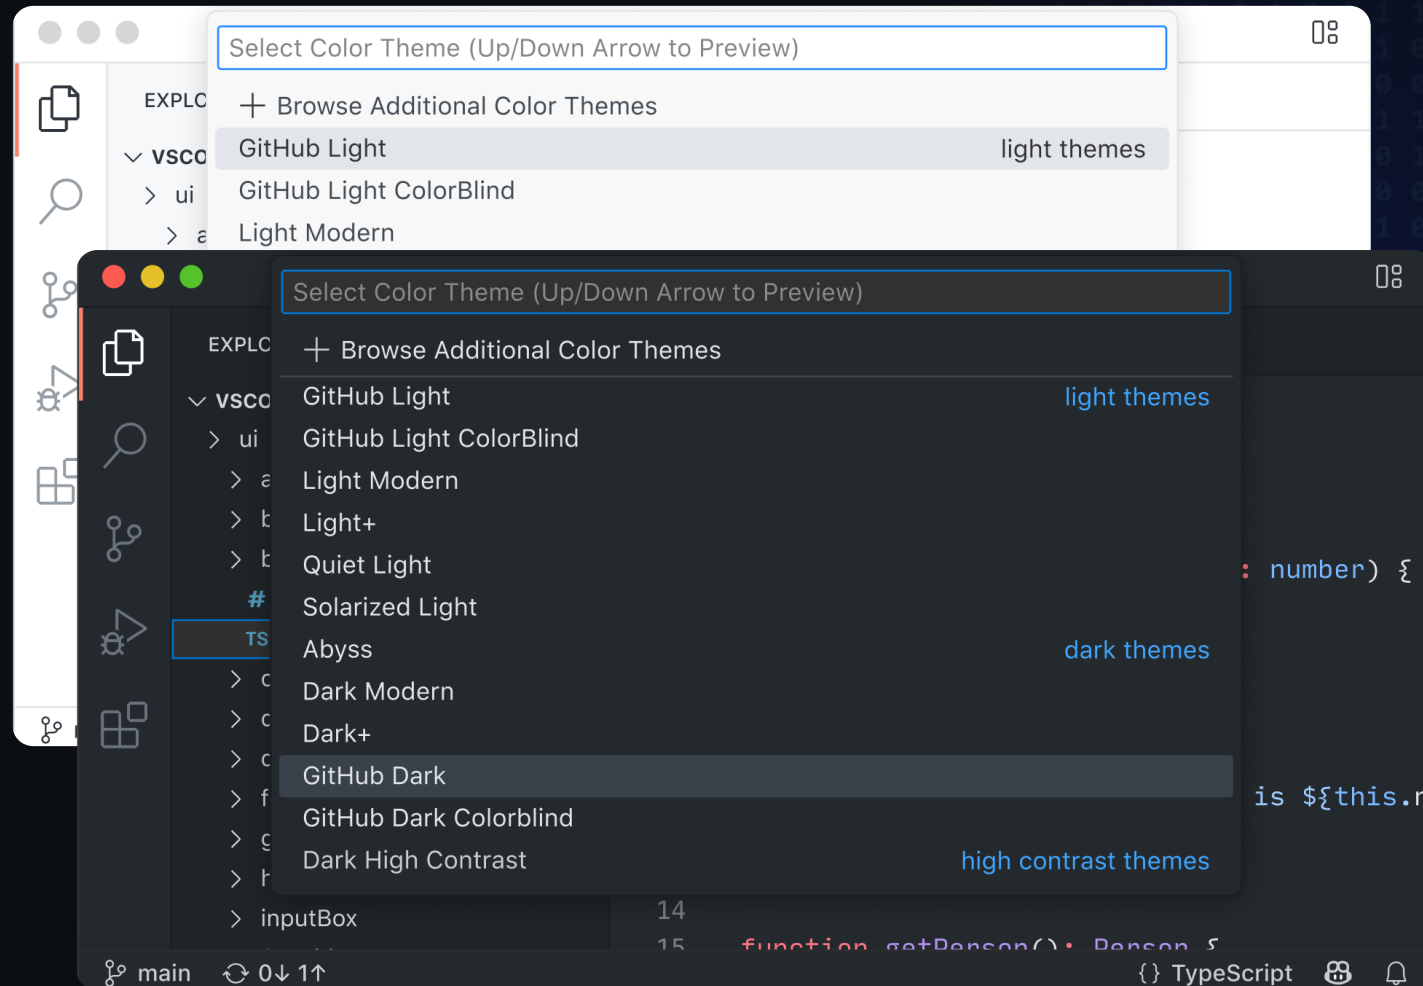 Select Color Theme (Up/Down Arrow to Preview)
EXPLO
Browse Additional Color Themes
VSCO
GitHub Light light themes
ui
GitHub Light ColorBlind
a
Light Modern
Select Color Theme (Up/Down Arrow to Preview)
EXPLO
Browse Additional Color Themes
VSCO
GitHub Light light themes
ui
GitHub Light ColorBlind
Light Modern
Light+
: number) {
Quiet Light
#
Solarized Light
TS
Abyss dark themes
Dark Modern
Dark+
GitHub Dark
is ${this.
f
GitHub Dark Colorblind
g
Dark High Contrast high contrast themes
14
inputBox
15 function getPerson(): Person {
main 0↓ 1↑ {} TypeScript